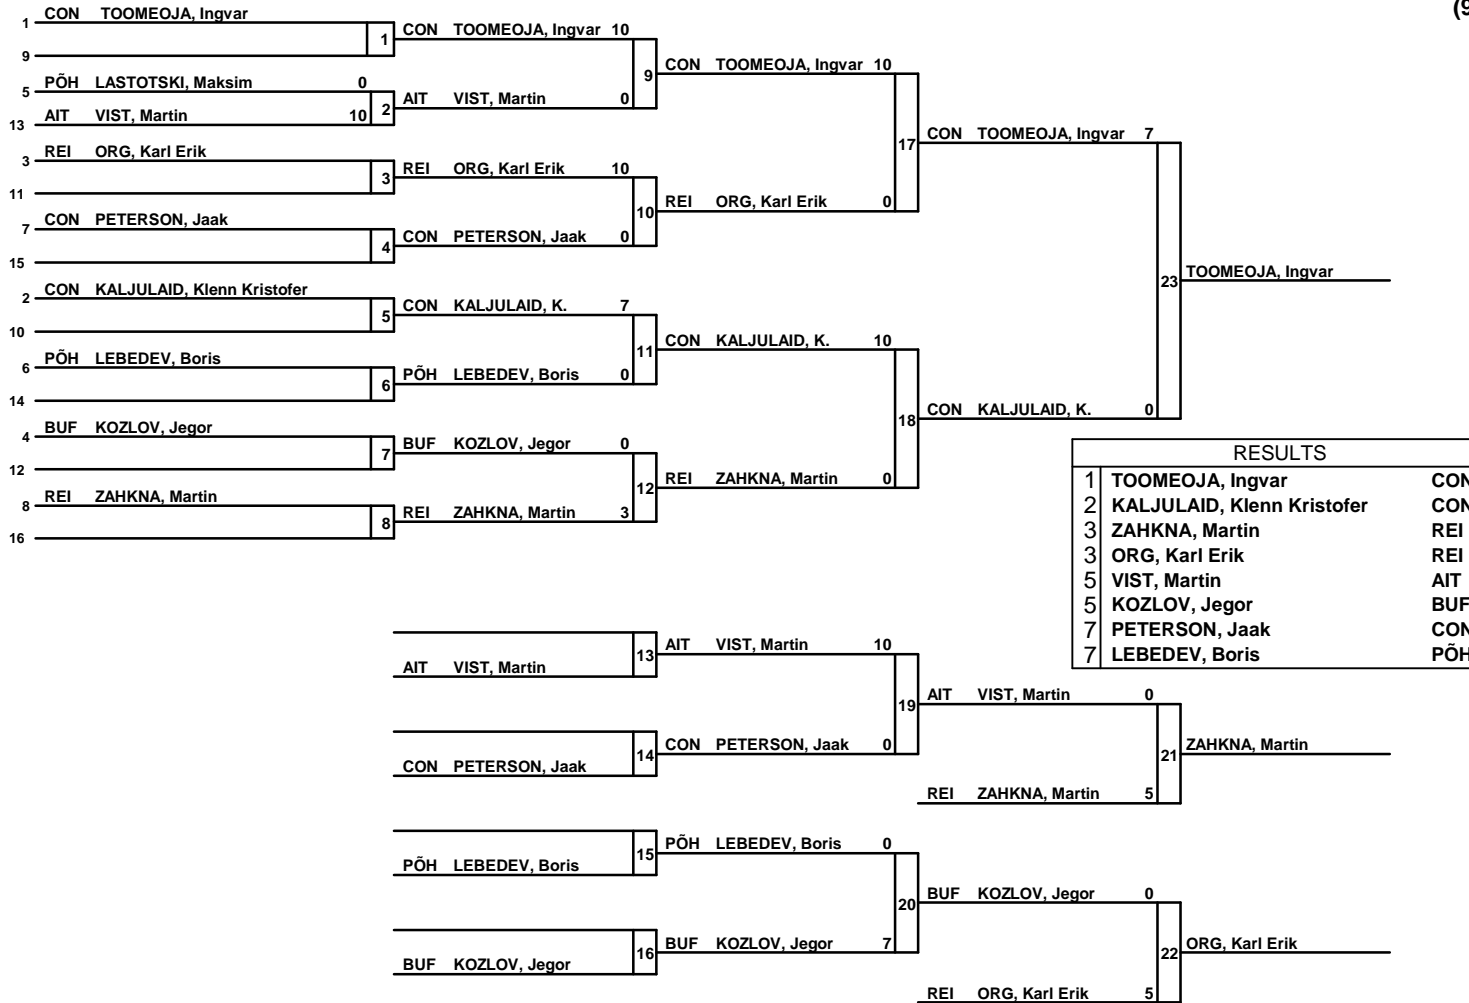 (9
1 CON TOOMEOJA, Ingvar
9
1 CON TOOMEOJA, Ingvar 10
5 PÕH LASTOTSKI, Maksim 0
13 AIT VIST, Martin 10
2 AIT VIST, Martin 0
3 REI ORG, Karl Erik
11
3 REI ORG, Karl Erik 10
7 CON PETERSON, Jaak
15
4 CON PETERSON, Jaak 0
2 CON KALJULAID, Klenn Kristofer
10
5 CON KALJULAID, K. 7
6 PÕH LEBEDEV, Boris
14
6 PÕH LEBEDEV, Boris 0
4 BUF KOZLOV, Jegor
12
7 BUF KOZLOV, Jegor 0
8 REI ZAHKNA, Martin
16
8 REI ZAHKNA, Martin 3
9 CON TOOMEOJA, Ingvar 10
10 REI ORG, Karl Erik 0
11 CON KALJULAID, K. 10
12 REI ZAHKNA, Martin 0
17 CON TOOMEOJA, Ingvar 7
18 CON KALJULAID, K. 0
23 TOOMEOJA, Ingvar
RESULTS
1 TOOMEOJA, Ingvar CON
2 KALJULAID, Klenn Kristofer CON
3 ZAHKNA, Martin REI
3 ORG, Karl Erik REI
5 VIST, Martin AIT
5 KOZLOV, Jegor BUF
7 PETERSON, Jaak CON
7 LEBEDEV, Boris PÕH
AIT VIST, Martin
13 AIT VIST, Martin 10
CON PETERSON, Jaak
14 CON PETERSON, Jaak 0
19 AIT VIST, Martin 0
REI ZAHKNA, Martin 5
21 ZAHKNA, Martin
PÕH LEBEDEV, Boris
15 PÕH LEBEDEV, Boris 0
BUF KOZLOV, Jegor
16 BUF KOZLOV, Jegor 7
20 BUF KOZLOV, Jegor 0
REI ORG, Karl Erik 5
22 ORG, Karl Erik